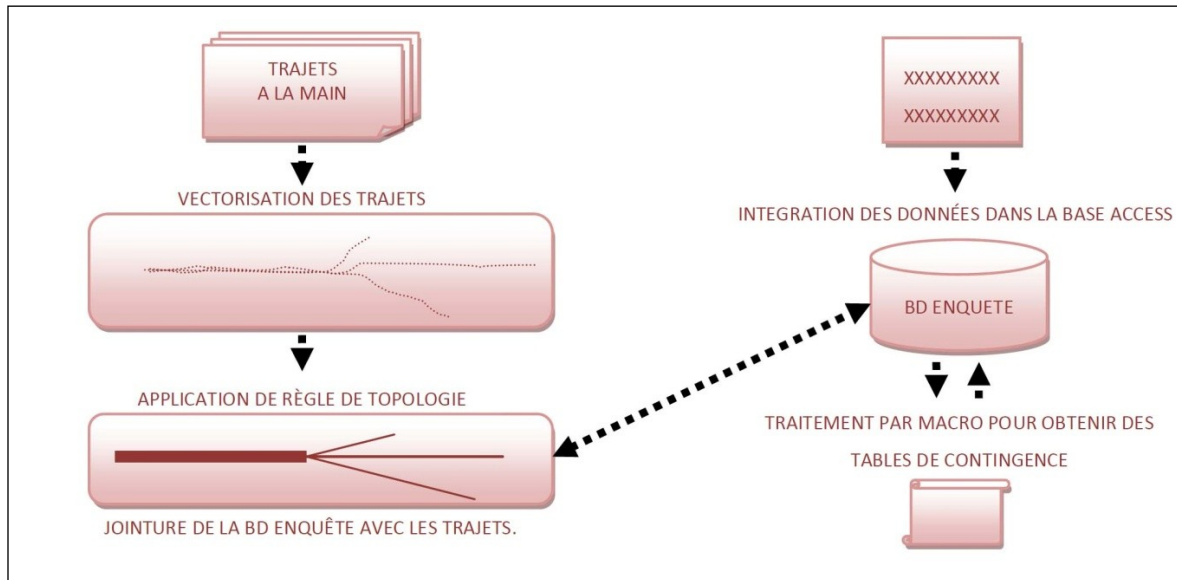 TRAJETS
A LA MAIN
VECTORISATION DES TRAJETS
APPLICATION DE RÈGLE DE TOPOLOGIE
JOINTURE DE LA BD ENQUÊTE AVEC LES TRAJETS.
XXXXXXXXX
XXXXXXXXX
INTEGRATION DES DONNÉES DANS LA BASE ACCESS
BD ENQUETE
TRAITEMENT PAR MACRO POUR OBTENIR DES
TABLES DE CONTINGENCE